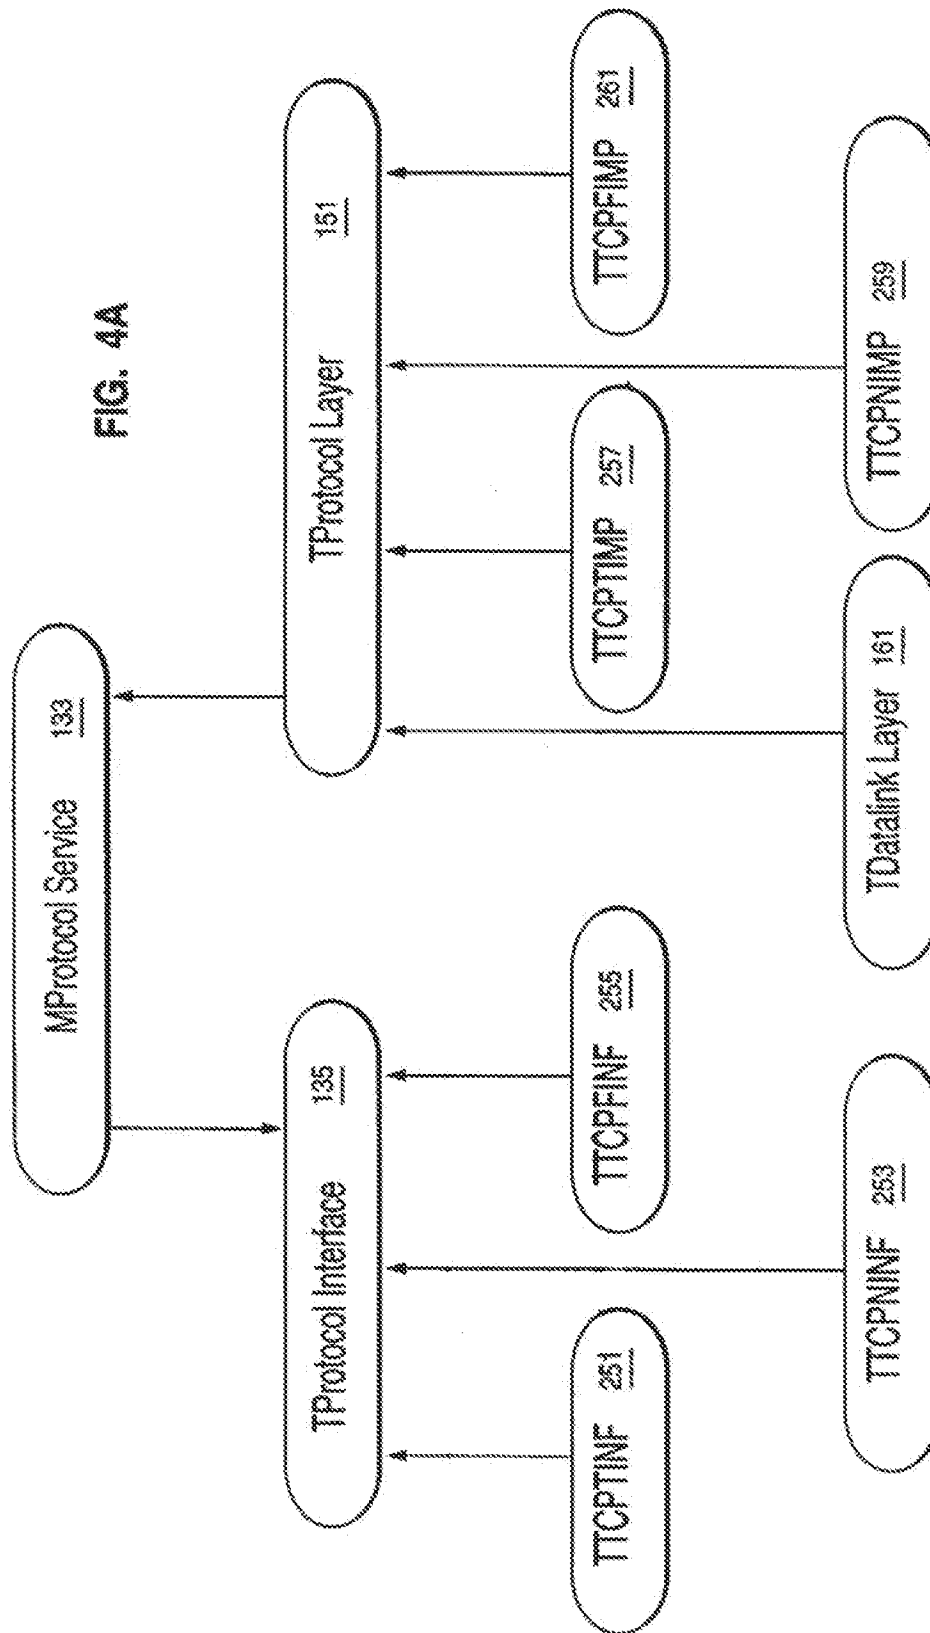 FIG. 4A
MProtocol Service 133
TProtocol Interface 135
TProtocol Layer 151
TTCPTINF 251
TTCPFINF 255
TTCPTIMP 257
TTCPFIMP 261
TTCPNINF 253
TDatalink Layer 161
TTCPNIMP 259